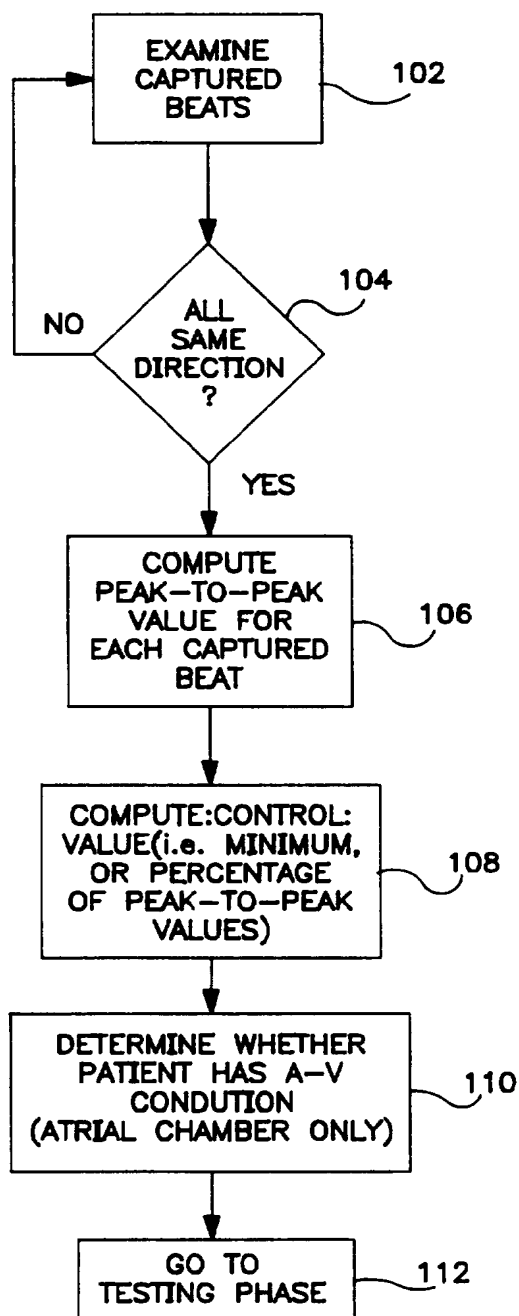 EXAMINE
CAPTURED
BEATS
102
ALL
SAME
DIRECTION
?
104
NO
YES
COMPUTE
PEAK-TO-PEAK
VALUE FOR
EACH CAPTURED
BEAT
106
COMPUTE:CONTROL:
VALUE(i.e. MINIMUM,
OR PERCENTAGE
OF PEAK-TO-PEAK
VALUES)
108
DETERMINE WHETHER
PATIENT HAS A-V
CONDUTION
(ATRIAL CHAMBER ONLY)
110
GO TO
TESTING PHASE
112